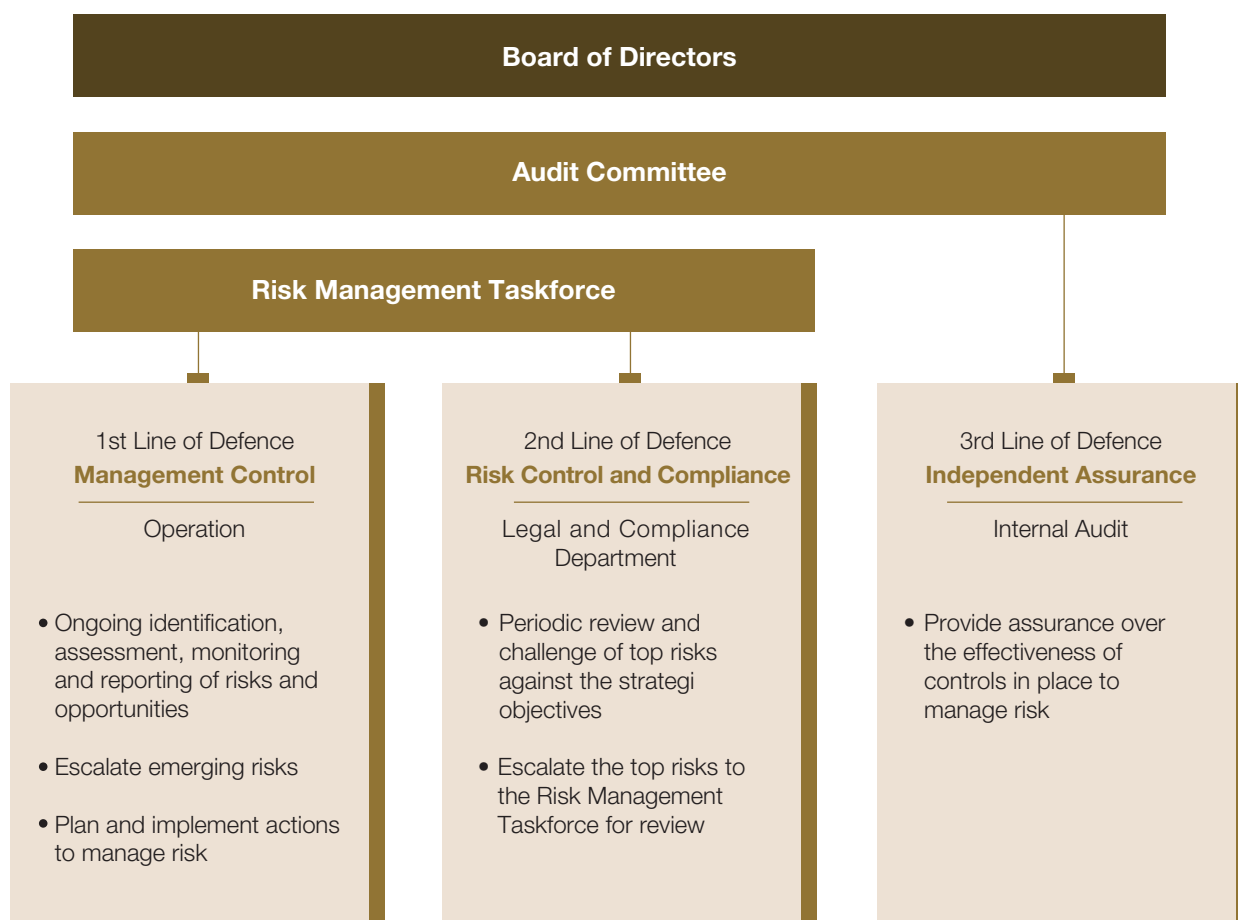 Board of Directors
Audit Committee
Risk Management Taskforce
1st Line of Defence
Management Control
Operation
• Ongoing identification,
assessment, monitoring
and reporting of risks and
opportunities
• Escalate emerging risks
• Plan and implement actions
to manage risk
2nd Line of Defence
Risk Control and Compliance
Legal and Compliance
Department
• Periodic review and
challenge of top risks
against the strategi
objectives
• Escalate the top risks to
the Risk Management
Taskforce for review
3rd Line of Defence
Independent Assurance
Internal Audit
• Provide assurance over
the effectiveness of
controls in place to
manage risk